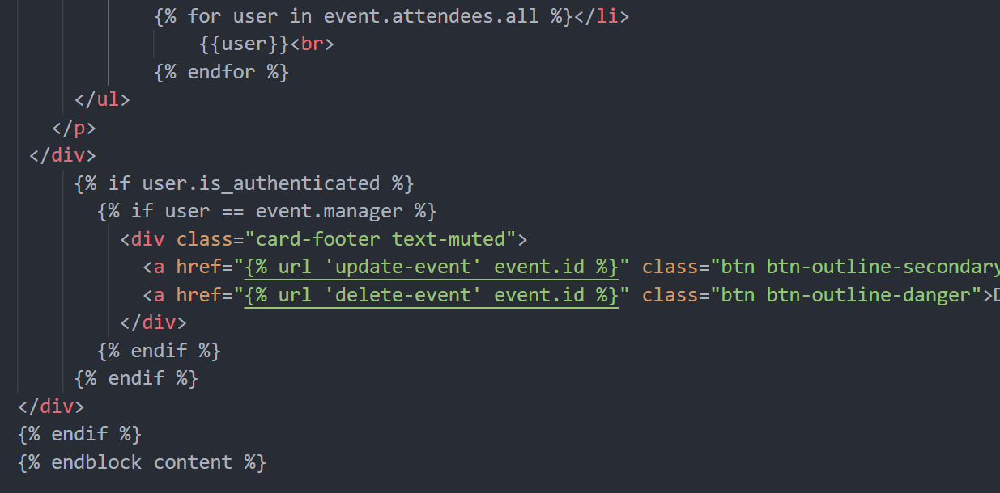 {% for user in event.attendees.all %}</li>
{{user}}<br>
{% endfor %}
</ul>
</p>
</div>
{% if user.is_authenticated %}
{% if user == event.manager %}
<div class="card-footer text-muted">
<a href="{% url 'update-event' event.id %}" class="btn btn-outline-secondary
<a href="{% url 'delete-event' event.id %}" class="btn btn-outline-danger">D
</div>
{% endif %}
{% endif %}
</div>
{% endif %}
{% endblock content %}